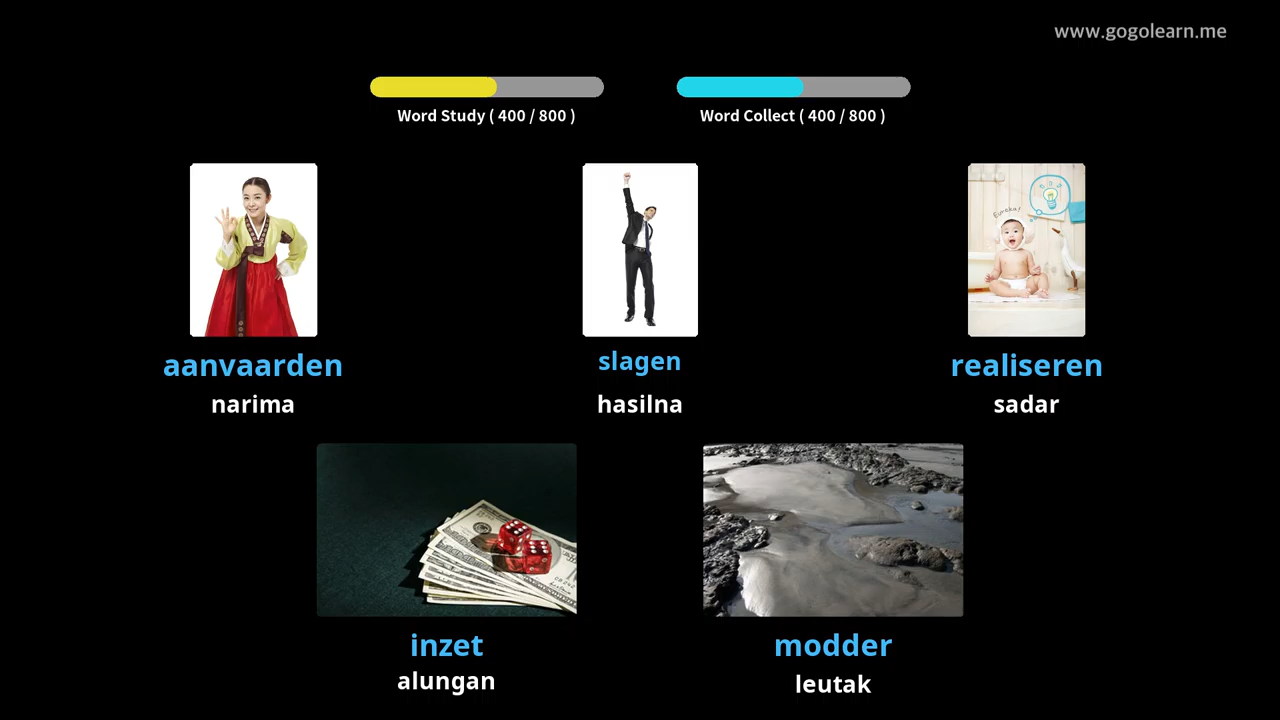 www.gogolearn.me
Word Study ( 400 / 800 )
Word Collect ( 400 / 800 )
Eureka!
aanvaarden
narima
slagen
hasilna
realiseren
sadar
inzet
alungan
modder
leutak